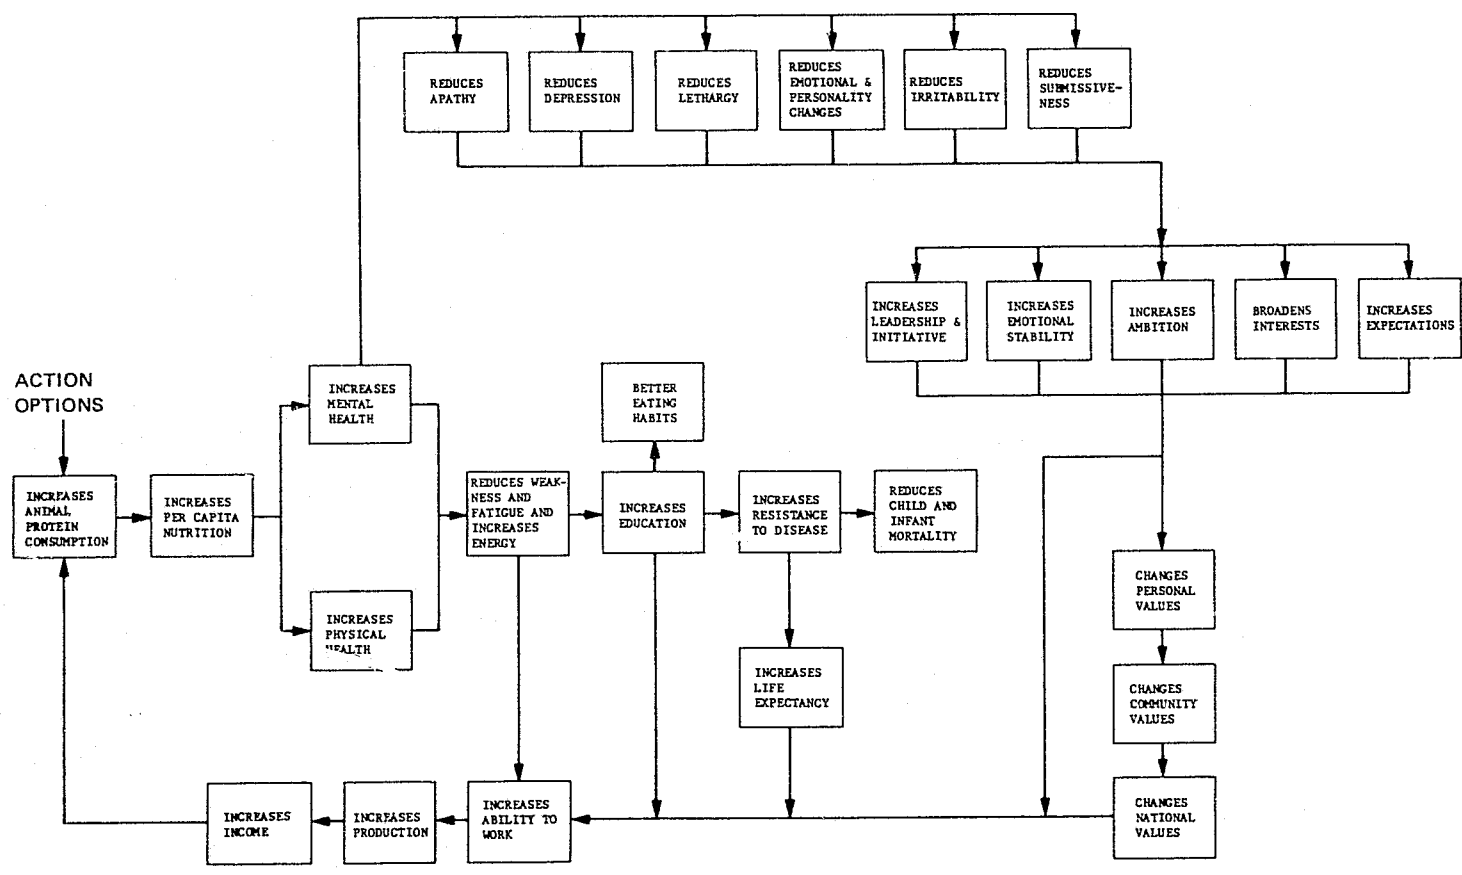 REDUCES
APATHY
REDUCES
DEPRESSION
REDUCES
LETHARGY
REDUCES
EMOTIONAL &
PERSONALITY
CHANGES
REDUCES
IRRITABILITY
REDUCES
SUBMISSIVE-
NESS
INCREASES
LEADERSHIP &
INITIATIVE
INCREASES
EMOTIONAL
STABILITY
INCREASES
AMBITION
BROADENS
INTERESTS
INCREASES
EXPECTATIONS
ACTION
OPTIONS
INCREASES
MENTAL
HEALTH
BETTER
EATING
HABITS
INCREASES
ANIMAL
PROTEIN
CONSUMPTION
INCREASES
PER CAPITA
NUTRITION
REDUCES WEAK-
NESS AND
FATIGUE AND
INCREASES
ENERGY
INCREASES
EDUCATION
INCREASES
RESISTANCE
TO DISEASE
REDUCES
CHILD AND
INFANT
MORTALITY
CHANGES
PERSONAL
VALUES
INCREASES
PHYSICAL
HEALTH
INCREASES
LIFE
EXPECTANCY
CHANGES
COMMUNITY
VALUES
INCREASES
INCOME
INCREASES
PRODUCTION
INCREASES
ABILITY TO
WORK
CHANGES
NATIONAL
VALUES